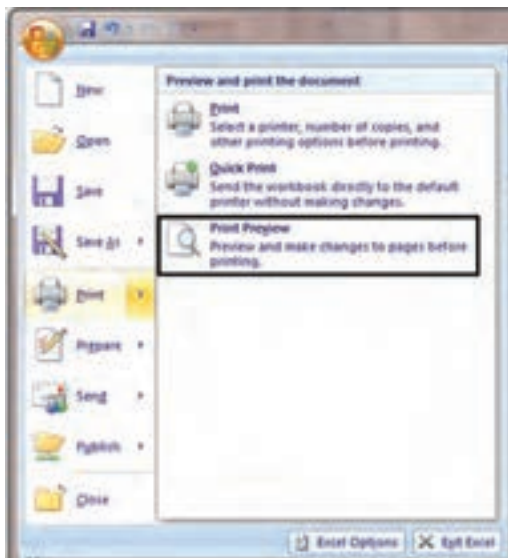 New
Open
Save
Save As
Print
Prepare
Send
Publish
Close
Preview and print the document
Print
Select a printer, number of copies, and
other printing options before printing.
Quick Print
Send the workbook directly to the default
printer without making changes.
Print Preview
Preview and make changes to pages before
printing.
Excel Options
Exit Excel